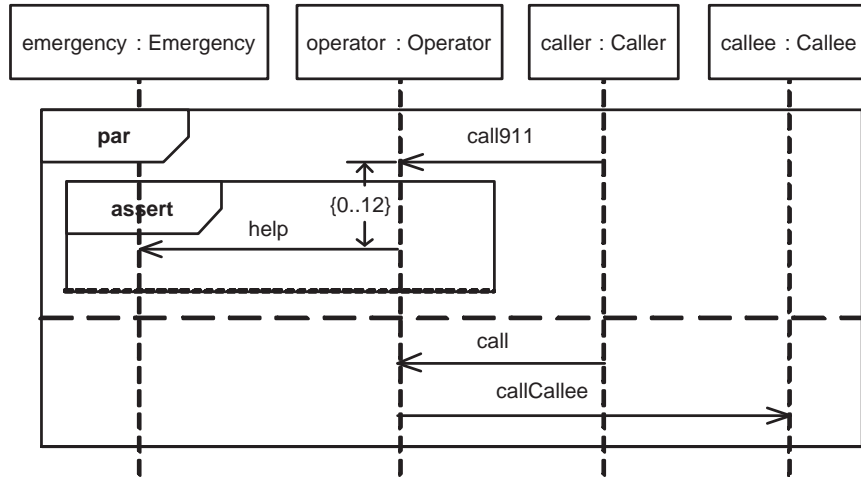 emergency : Emergency
operator : Operator
caller : Caller
callee : Callee
par
call911
assert
{0..12}
help
call
callCallee